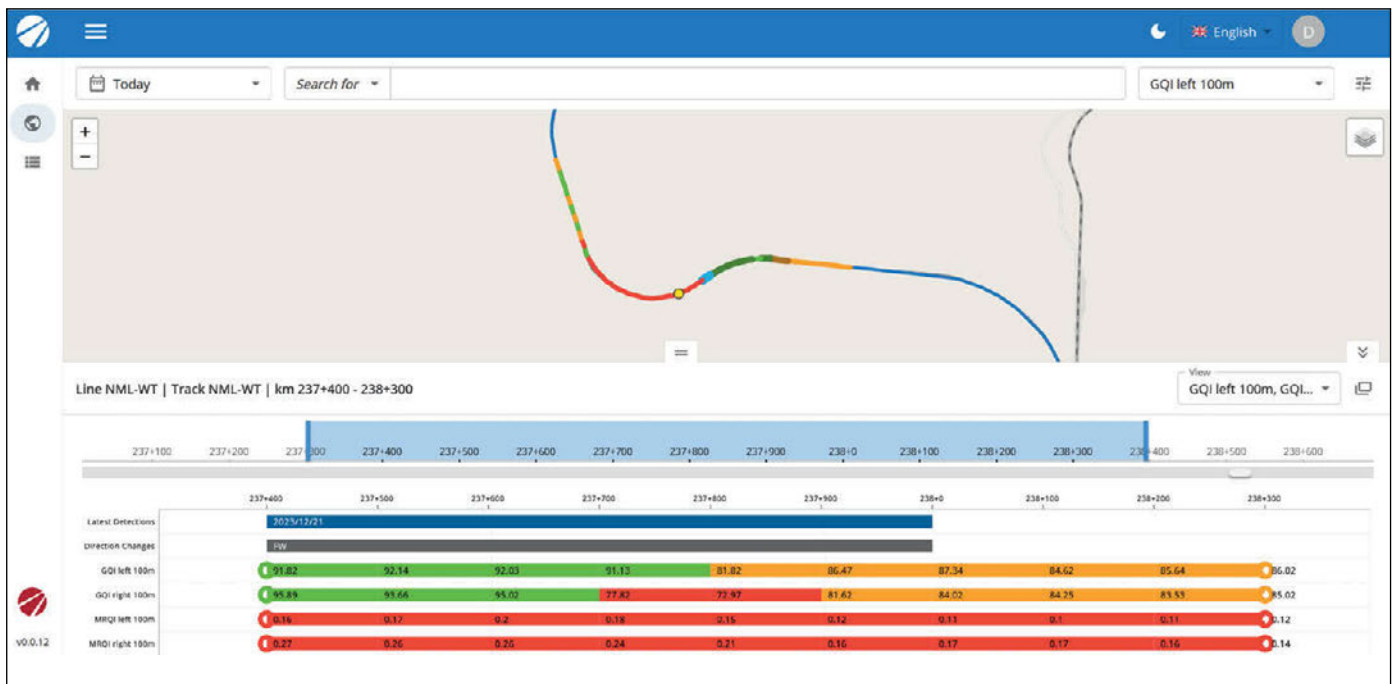 English
D
Today
Search for
GQI left 100m
+
−
Line NML-WT | Track NML-WT | km 237+400 - 238+300
View
GQI left 100m, GQI...
237+100 237+200 237+300 237+400 237+500 237+600 237+700 237+800 237+900 238+0 238+100 238+200 238+300 238+400 238+500 238+600
237+400 237+500 237+600 237+700 237+800 237+900 238+0 238+100 238+200 238+300
Latest Detections 2023/12/21
Direction Changes FW
GQI left 100m 91.82 92.14 92.03 91.13 81.82 86.47 87.34 84.62 85.64 86.02
GQI right 100m 95.89 93.66 95.02 77.82 72.97 81.62 84.02 84.25 83.53 85.02
MRQI left 100m 0.16 0.17 0.2 0.18 0.15 0.12 0.11 0.1 0.11 0.12
MRQI right 100m 0.27 0.26 0.26 0.24 0.21 0.16 0.17 0.17 0.16 0.14
v0.0.12